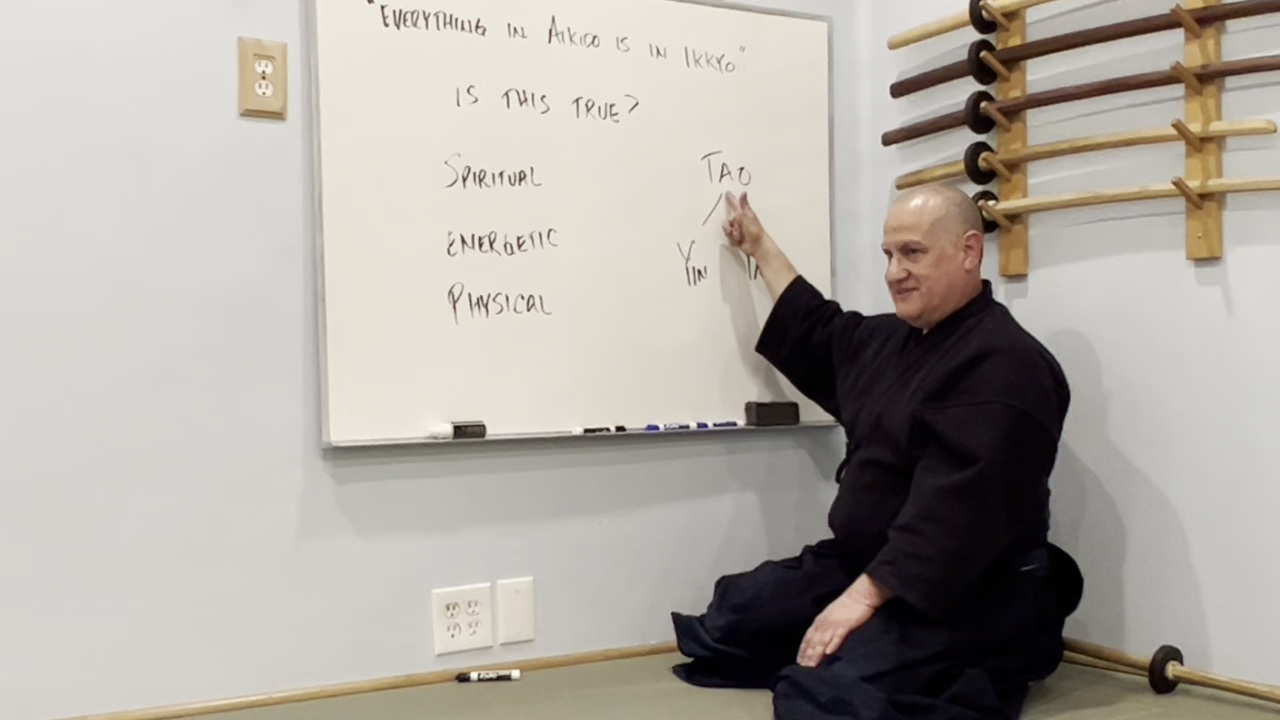 "EVERYTHING IN AIKIDO IS IN IKKYO"
IS THIS TRUE?
SPIRITUAL
TAO
ENERGETIC
YIN
PHYSICAL